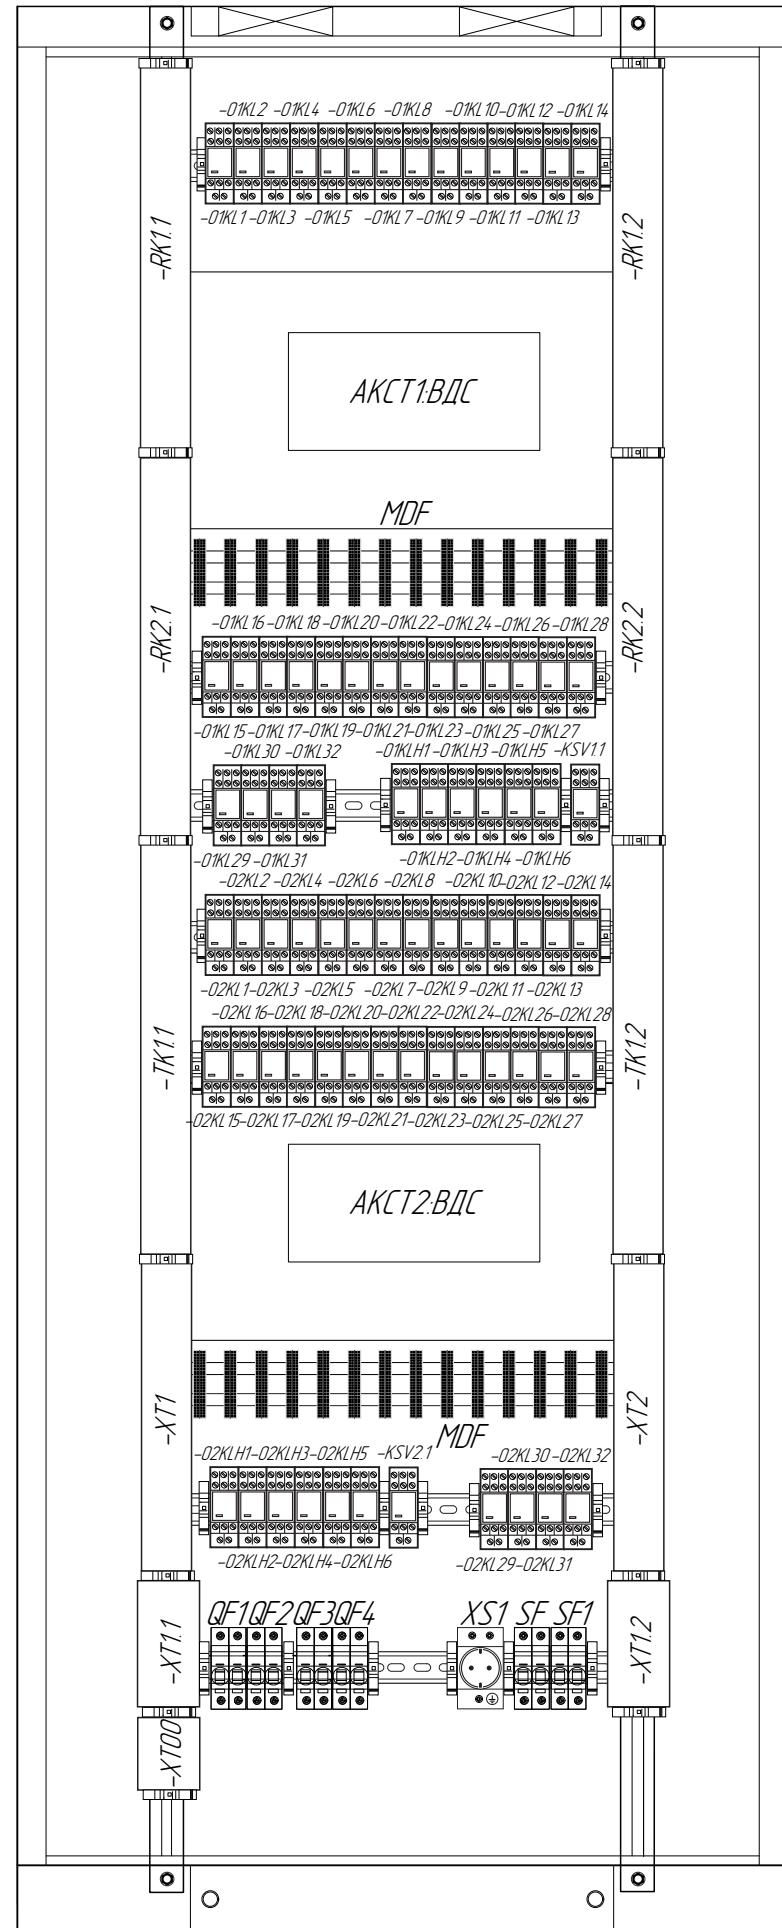 -01KL2 -01KL4 -01KL6 -01KL8 -01KL10 -01KL12 -01KL14
-01KL1 -01KL3 -01KL5 -01KL7 -01KL9 -01KL11 -01KL13
-RK1.1
-RK1.2
АКСТ1:ВДС
MDF
-RK2.1
-RK2.2
-01KL16 -01KL18 -01KL20 -01KL22 -01KL24 -01KL26 -01KL28
-01KL15 -01KL17 -01KL19 -01KL21 -01KL23 -01KL25 -01KL27
-01KL30 -01KL32 -01KLH1 -01KLH3 -01KLH5 -KSV1.1
-01KL29 -01KL31 -01KLH2 -01KLH4 -01KLH6
-02KL2 -02KL4 -02KL6 -02KL8 -02KL10 -02KL12 -02KL14
-02KL1 -02KL3 -02KL5 -02KL7 -02KL9 -02KL11 -02KL13
-02KL16 -02KL18 -02KL20 -02KL22 -02KL24 -02KL26 -02KL28
-TK1.1
-TK1.2
-02KL15 -02KL17 -02KL19 -02KL21 -02KL23 -02KL25 -02KL27
АКСТ2:ВДС
-XT1
-XT2
MDF
-02KLH1 -02KLH3 -02KLH5 -KSV2.1 -02KL30 -02KL32
-02KLH2 -02KLH4 -02KLH6 -02KL29 -02KL31
QF1 QF2 QF3 QF4 XS1 SF SF1
-XT1.1
-XT1.2
-XT00